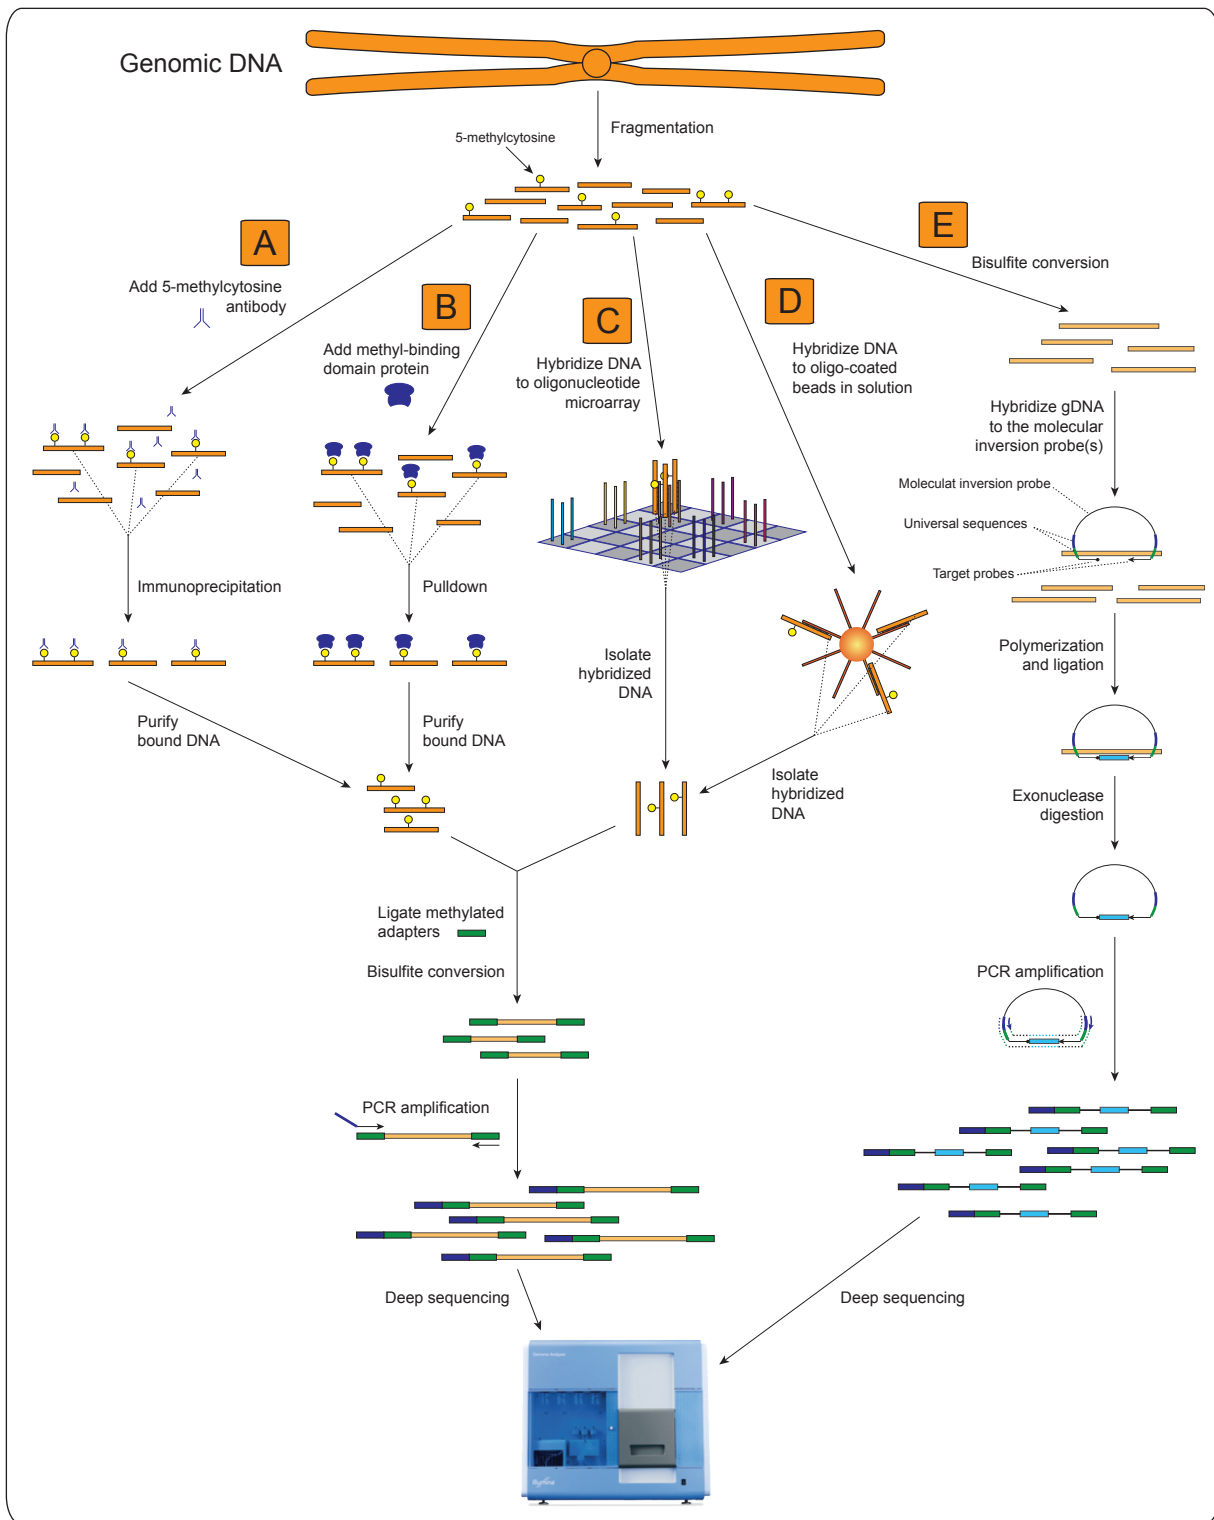 Genomic DNA
Fragmentation
5-methylcytosine
A
Add 5-methylcytosine
antibody
B
Add methyl-binding
domain protein
C
Hybridize DNA
to oligonucleotide
microarray
D
Hybridize DNA
to oligo-coated
beads in solution
E
Bisulfite conversion
Hybridize gDNA
to the molecular
inversion probe(s)
Moleculat inversion probe
Universal sequences
Target probes
Immunoprecipitation
Pulldown
Isolate
hybridized
DNA
Polymerization
and ligation
Purify
bound DNA
Purify
bound DNA
Isolate
hybridized
DNA
Exonuclease
digestion
Ligate methylated
adapters
Bisulfite conversion
PCR amplification
PCR amplification
Deep sequencing
Deep sequencing
Genome Analyzer
illumina